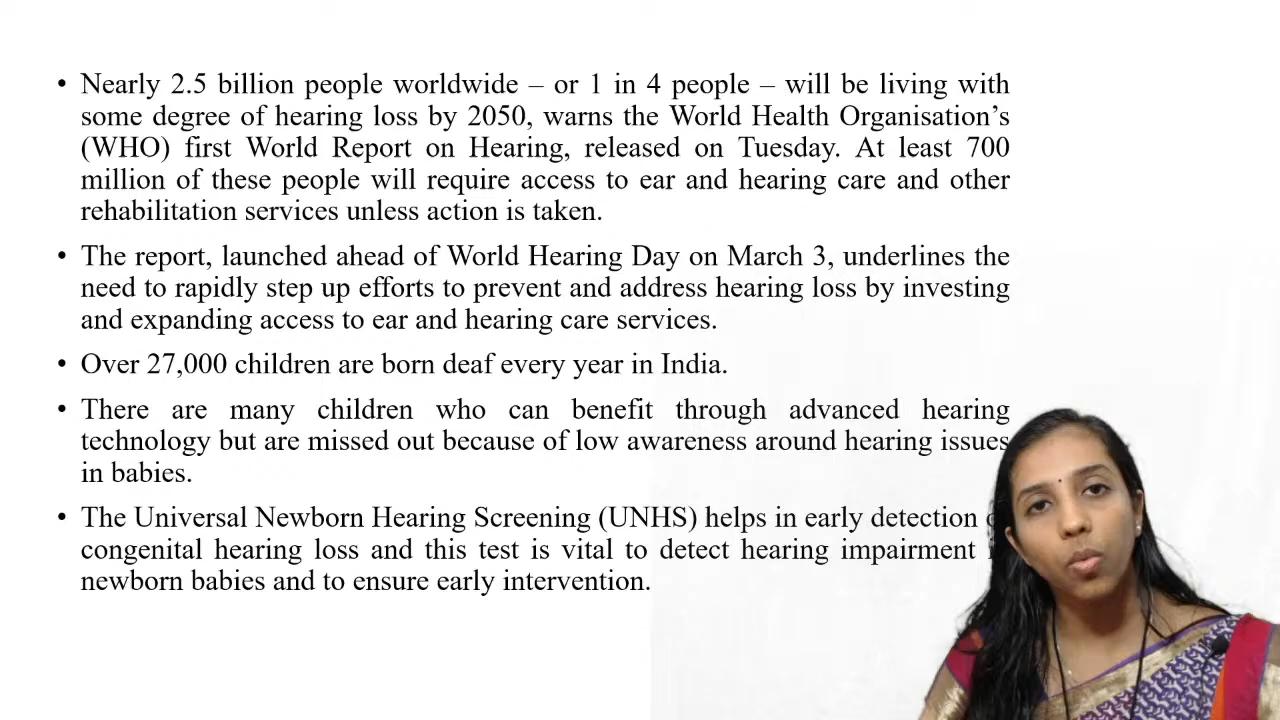 • Nearly 2.5 billion people worldwide – or 1 in 4 people – will be living with
some degree of hearing loss by 2050, warns the World Health Organisation’s
(WHO) first World Report on Hearing, released on Tuesday. At least 700
million of these people will require access to ear and hearing care and other
rehabilitation services unless action is taken.
• The report, launched ahead of World Hearing Day on March 3, underlines the
need to rapidly step up efforts to prevent and address hearing loss by investing
and expanding access to ear and hearing care services.
• Over 27,000 children are born deaf every year in India.
• There are many children who can benefit through advanced hearing
technology but are missed out because of low awareness around hearing issues
in babies.
• The Universal Newborn Hearing Screening (UNHS) helps in early detection
congenital hearing loss and this test is vital to detect hearing impairment
newborn babies and to ensure early intervention.